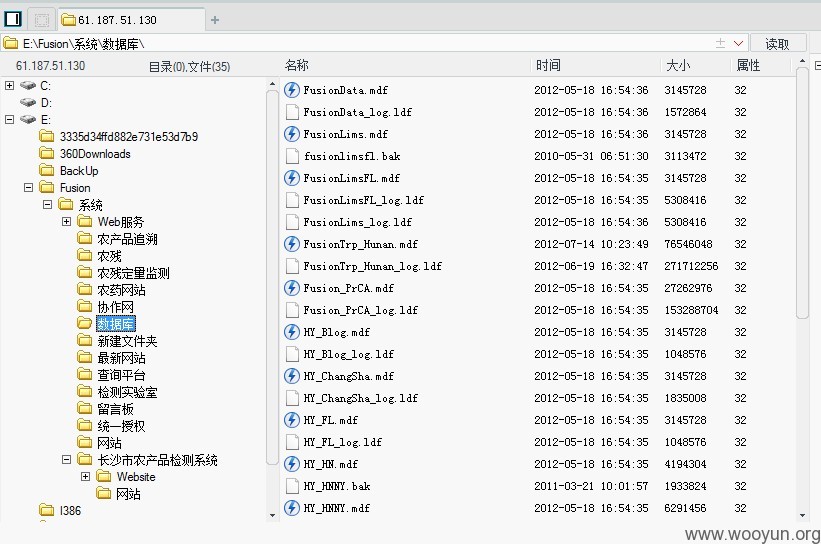 61.187.51.130
E:\Fusion\系统\数据库\ 读取
61.187.51.130 目录(0),文件(35) 名称 时间 大小 属性
C:
D:
E:
3335d34ffd882e731e53d7b9
360Downloads
BackUp
Fusion
系统
Web服务
农产品追溯
农残
农残定量监测
农药网站
协作网
数据库
新建文件夹
最新网站
查询平台
检测实验室
留言板
统一授权
网站
长沙市农产品检测系统
Website
网站
I386
FusionData.mdf 2012-05-18 16:54:36 3145728 32
FusionData_log.ldf 2012-05-18 16:54:36 1572864 32
FusionLims.mdf 2012-05-18 16:54:36 3145728 32
fusionlimsfl.bak 2010-05-31 06:51:30 3113472 32
FusionLimsFL.mdf 2012-05-18 16:54:35 3145728 32
FusionLimsFL_log.ldf 2012-05-18 16:54:35 5308416 32
FusionLims_log.ldf 2012-05-18 16:54:36 5308416 32
FusionTrp_Hunan.mdf 2012-07-14 10:23:49 76546048 32
FusionTrp_Hunan_log.ldf 2012-06-19 16:32:47 271712256 32
Fusion_PrCA.mdf 2012-05-18 16:54:35 27262976 32
Fusion_PrCA_log.ldf 2012-05-18 16:54:35 153288704 32
HY_Blog.mdf 2012-05-18 16:54:35 3145728 32
HY_Blog_log.ldf 2012-05-18 16:54:35 1048576 32
HY_ChangSha.mdf 2012-05-18 16:54:35 3145728 32
HY_ChangSha_log.ldf 2012-05-18 16:54:35 1835008 32
HY_FL.mdf 2012-05-18 16:54:35 3145728 32
HY_FL_log.ldf 2012-05-18 16:54:35 1048576 32
HY_HN.mdf 2012-05-18 16:54:35 4194304 32
HY_HNNY.bak 2011-03-21 10:01:57 1933824 32
HY_HNNY.mdf 2012-05-18 16:54:35 6291456 32
www.wooyun.org